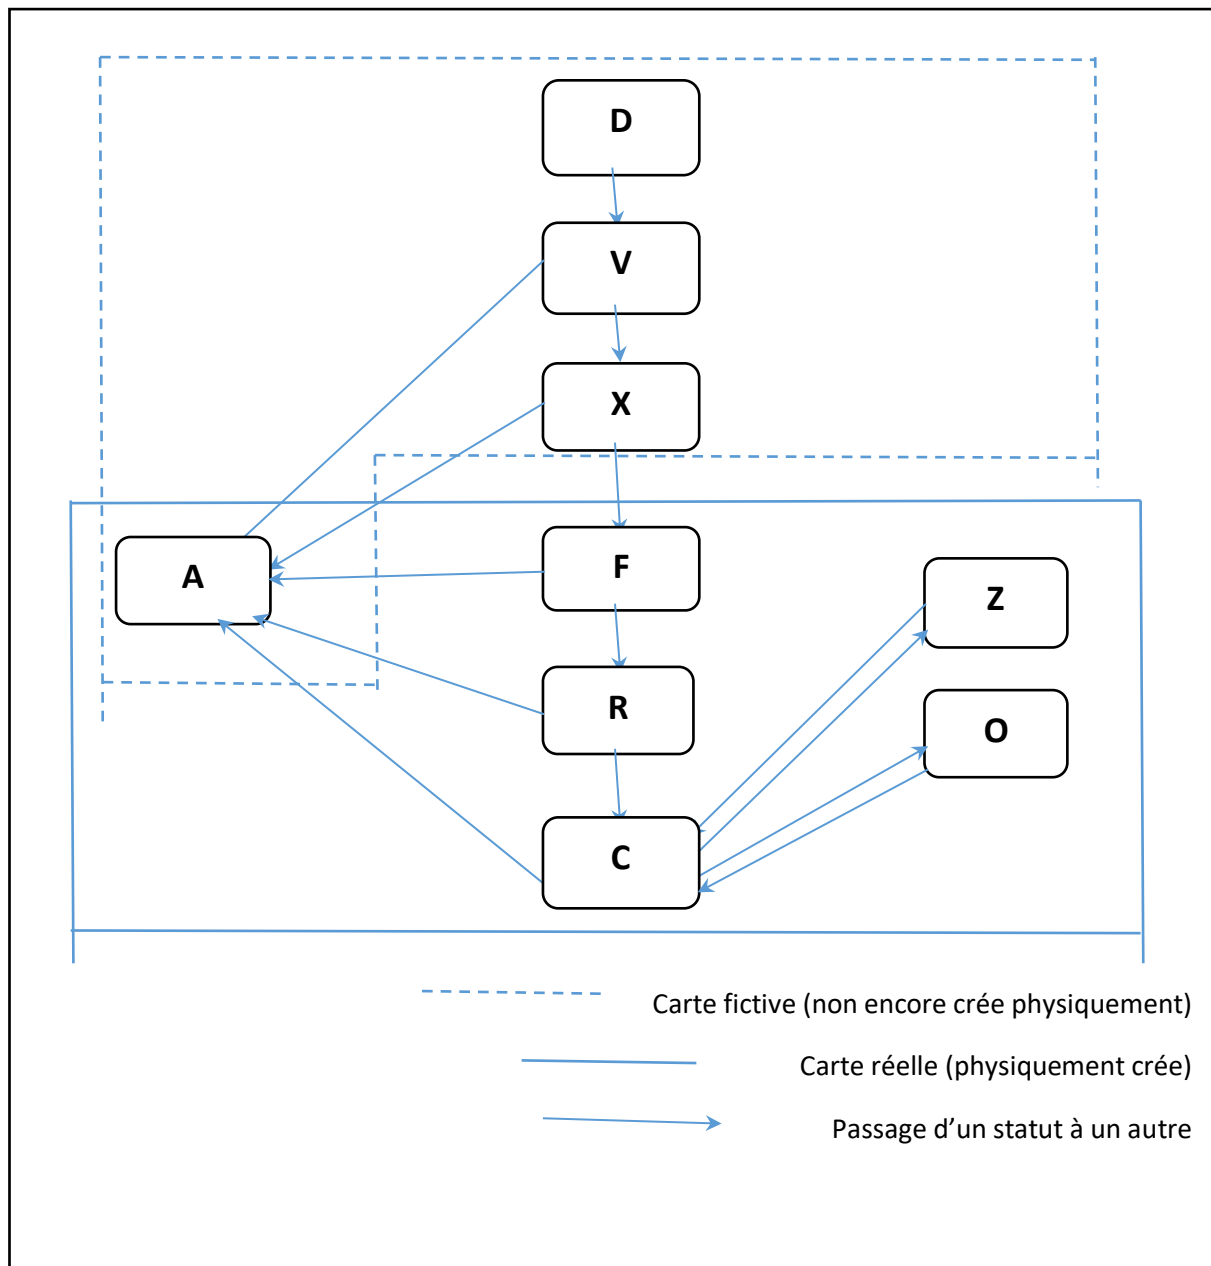 D
V
X
A
F
Z
R
O
C
Carte fictive (non encore crée physiquement)
Carte réelle (physiquement crée)
Passage d’un statut à un autre